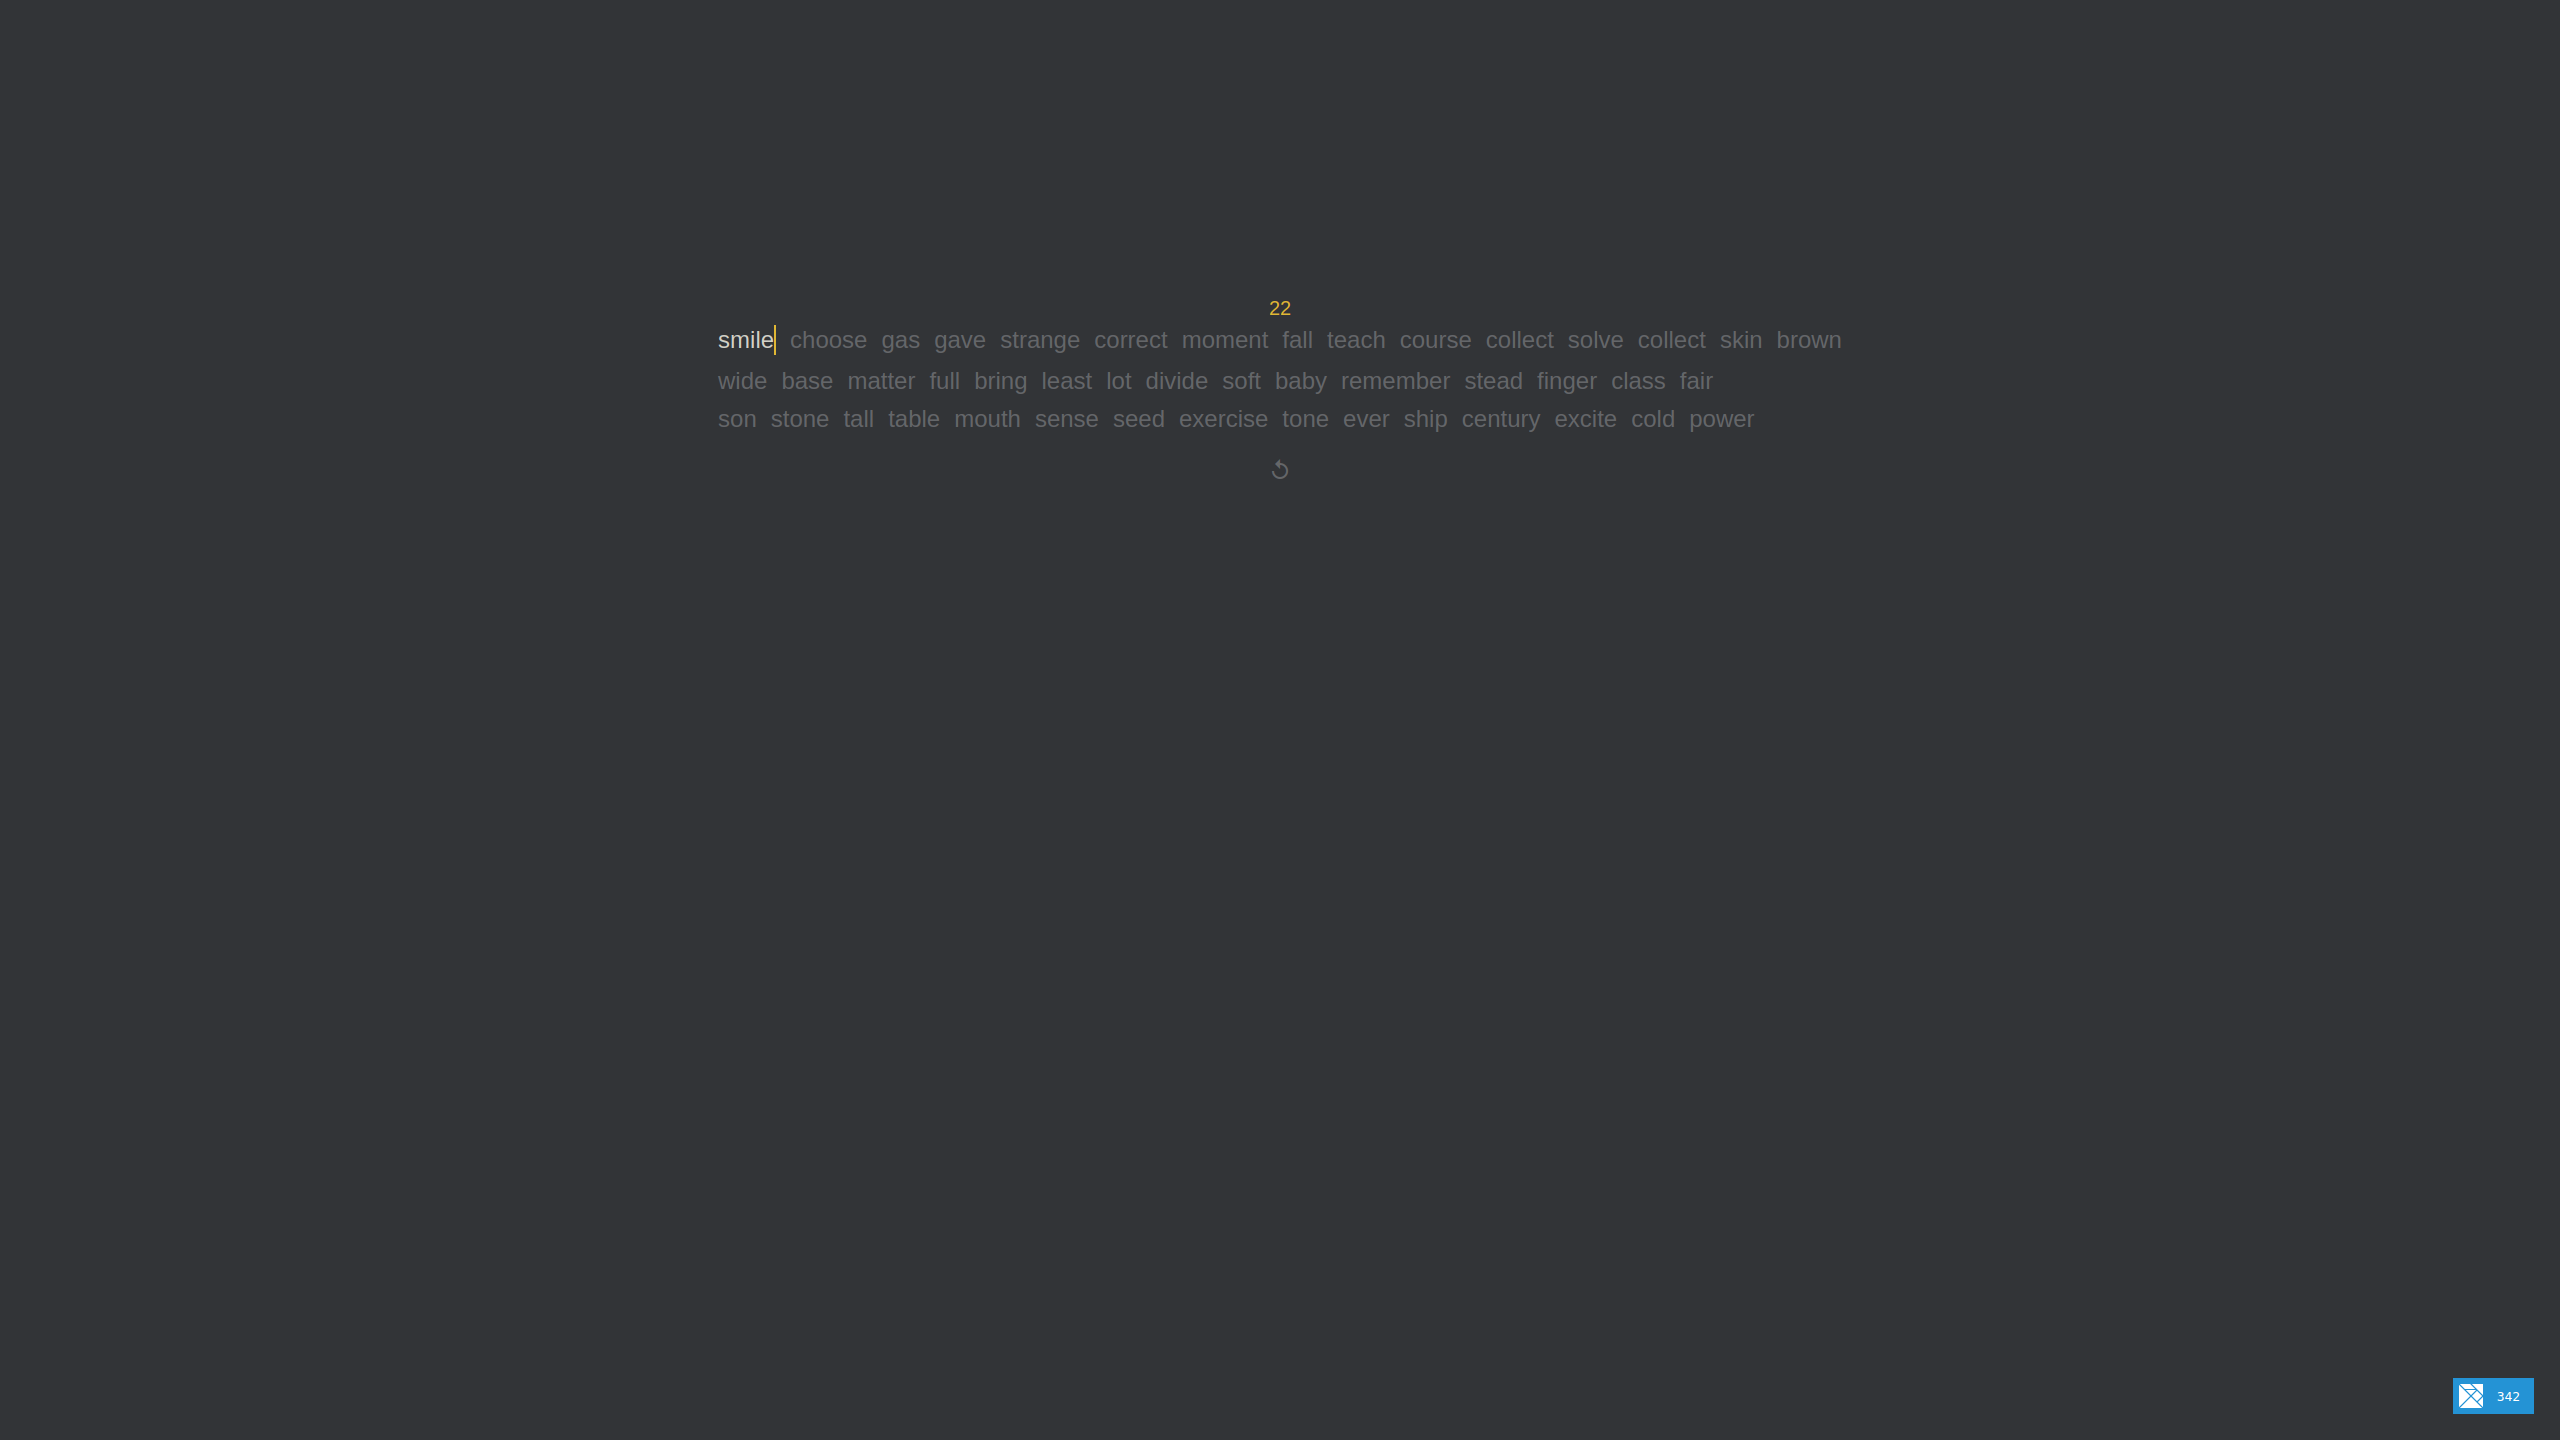 22
smile choose gas gave strange correct moment fall teach course collect solve collect skin brown
wide base matter full bring least lot divide soft baby remember stead finger class fair
son stone tall table mouth sense seed exercise tone ever ship century excite cold power
342